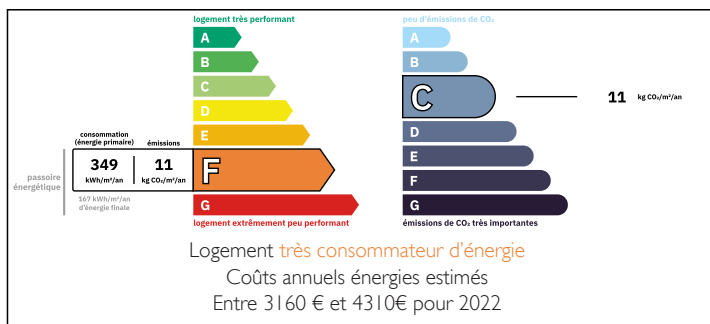 logement très performant
A
B
C
D
E
consommation
(énergie primaire)
émissions
349
kWh/m²/an
11
kg CO₂/m²/an
F
passoire
énergétique
167 kWh/m²/an
d'énergie finale
G
logement extrêmement peu performant
peu d'émissions de CO₂
A
B
C
11 kg CO₂/m²/an
D
E
F
G
émissions de CO₂ très importantes
Logement très consommateur d'énergie
Coûts annuels énergies estimés
Entre 3160 € et 4310€ pour 2022